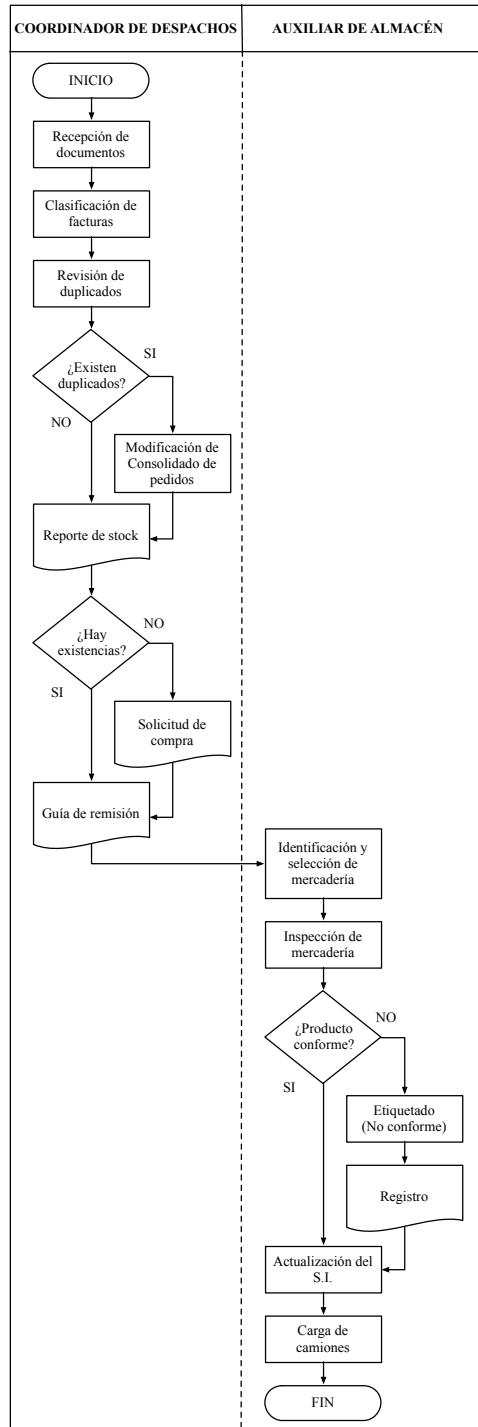 COORDINADOR DE DESPACHOS
AUXILIAR DE ALMACÉN
INICIO
Recepción de
documentos
Clasificación de
facturas
Revisión de
duplicados
¿Existen
duplicados?
SI
NO
Modificación de
Consolidado de
pedidos
Reporte de stock
¿Hay
existencias?
NO
SI
Solicitud de
compra
Guía de remisión
Identificación y
selección de
mercadería
Inspección de
mercadería
¿Producto
conforme?
NO
SI
Etiquetado
(No conforme)
Registro
Actualización del
S.I.
Carga de
camiones
FIN